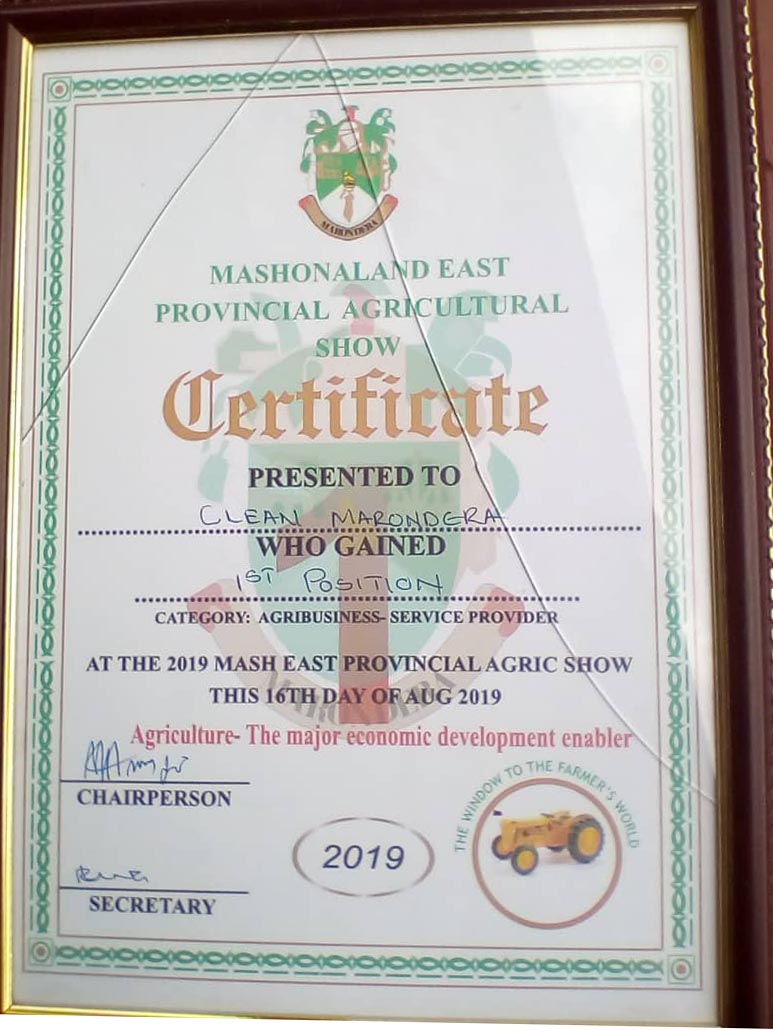 MARONDERA
MASHONALAND EAST
PROVINCIAL AGRICULTURAL
SHOW
Certificate
PRESENTED TO
CLEAN MARONDERA
WHO GAINED
1ST POSITION
CATEGORY: AGRIBUSINESS- SERVICE PROVIDER
AT THE 2019 MASH EAST PROVINCIAL AGRIC SHOW
THIS 16TH DAY OF AUG 2019
MARONDERA
Agriculture- The major economic development enabler
CHAIRPERSON
THE WINDOW TO THE FARMER'S WORLD
2019
SECRETARY